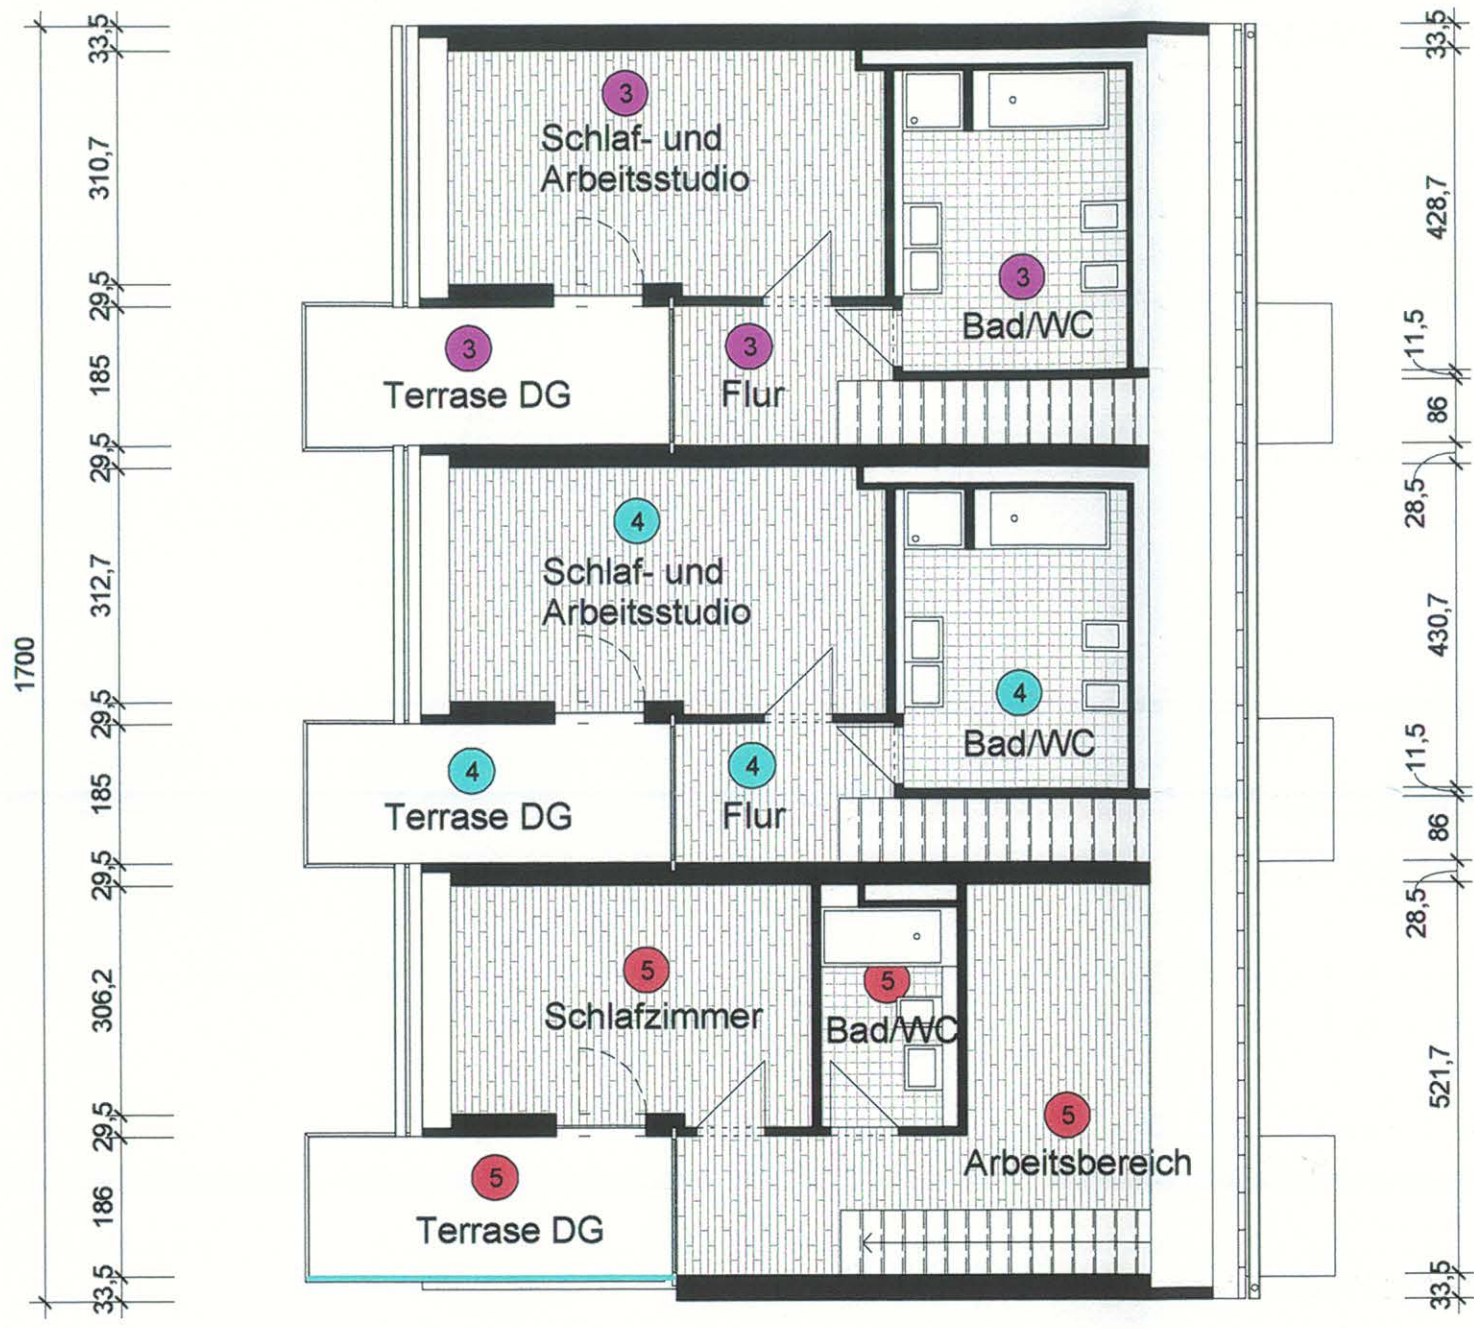 33,5
33,5
3
Schlaf- und
Arbeitsstudio
310,7
428,7
3
Bad/WC
29,5
3
Terrase DG
3
Flur
185
11,5
86
29,5
28,5
4
Schlaf- und
Arbeitsstudio
312,7
430,7
1700
4
Bad/WC
29,5
4
Terrase DG
4
Flur
185
11,5
86
29,5
28,5
5
Schlafzimmer
5
Bad/WC
306,2
521,7
5
Arbeitsbereich
29,5
5
Terrase DG
186
33,5
33,5